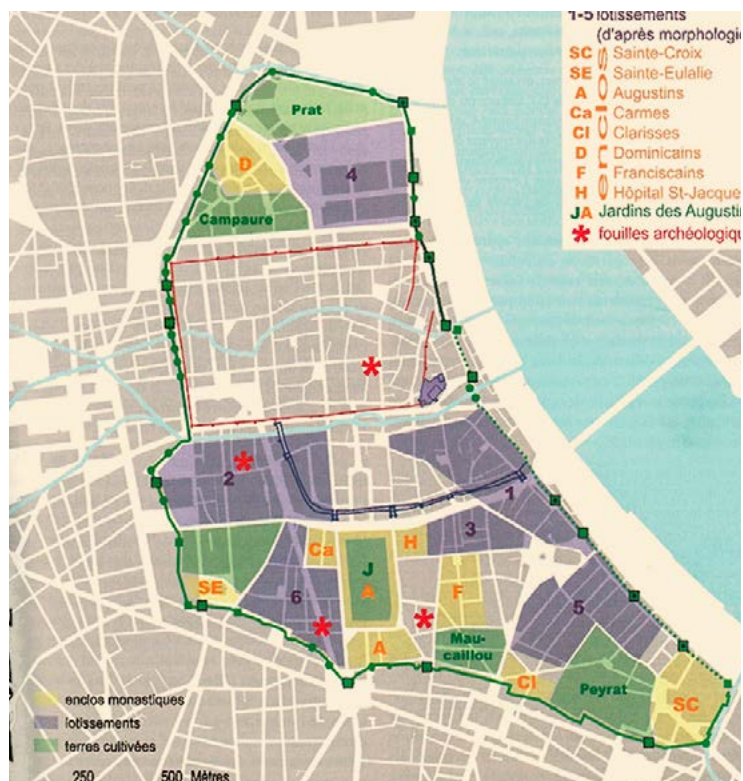 1-5 lotissements
(d'après morphologi
SC Sainte-Croix
SE Sainte-Eulalie
A Augustins
Ca Carmes
Cl Clarisses
D Dominicains
F Franciscains
H Hôpital St-Jacque
JA Jardins des Augustin
* fouilles archéologiqu
Prat
D
4
Campaure
2
1
3
Ca
H
J
A
SE
6
F
5
A
Mau-
caillou
Cl
Peyrat
SC
enclos monastiques
lotissements
terres cultivées
250 500 Mètres